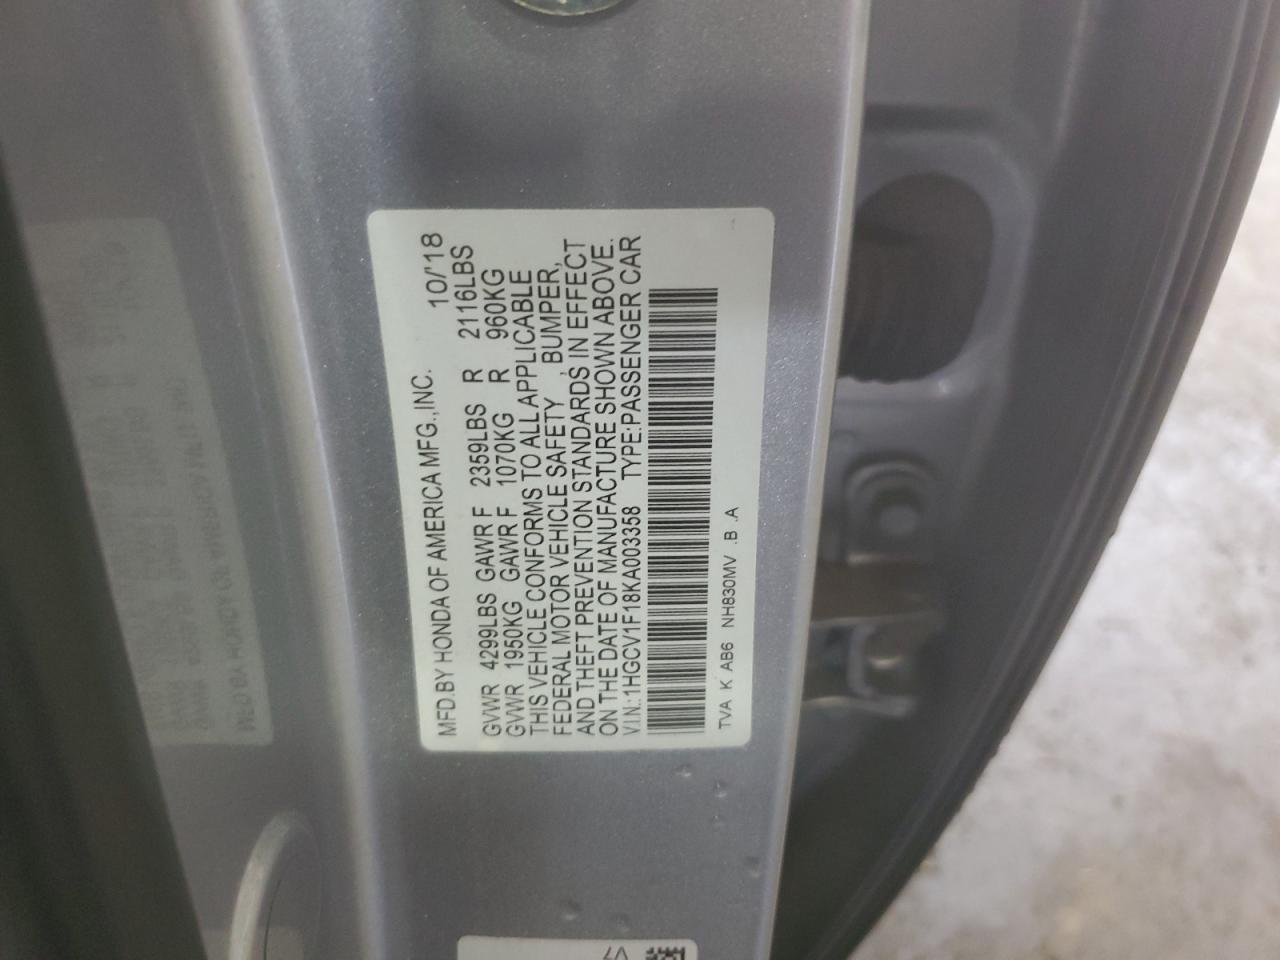 MFD.BY HONDA OF AMERICA MFG.,INC. 10/'18
GVWR 4299LBS GAWR F 2359LBS R 2116LBS
GVWR 1950KG GAWR F 1070KG R 960KG
THIS VEHICLE CONFORMS TO ALL APPLICABLE
FEDERAL MOTOR VEHICLE SAFETY , BUMPER,
AND THEFT PREVENTION STANDARDS IN EFFECT
ON THE DATE OF MANUFACTURE SHOWN ABOVE.
V.I.N.:1HGCV1F18KA003358 TYPE:PASSENGER CAR
TVA K AB6 NH830MV .B .A